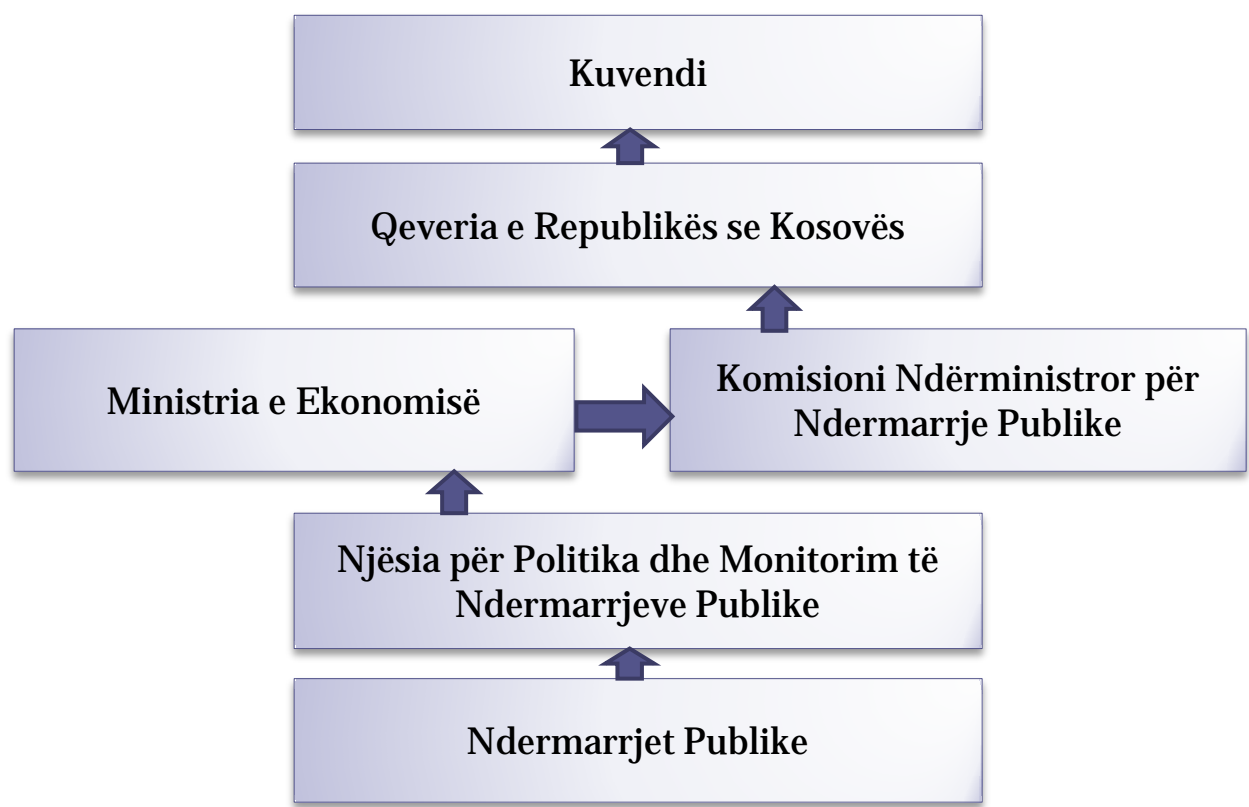 Kuvendi
Qeveria e Republikës se Kosovës
Ministria e Ekonomisë
Komisioni Ndërministror për
Ndermarrje Publike
Njësia për Politika dhe Monitorim të
Ndermarrjeve Publike
Ndermarrjet Publike